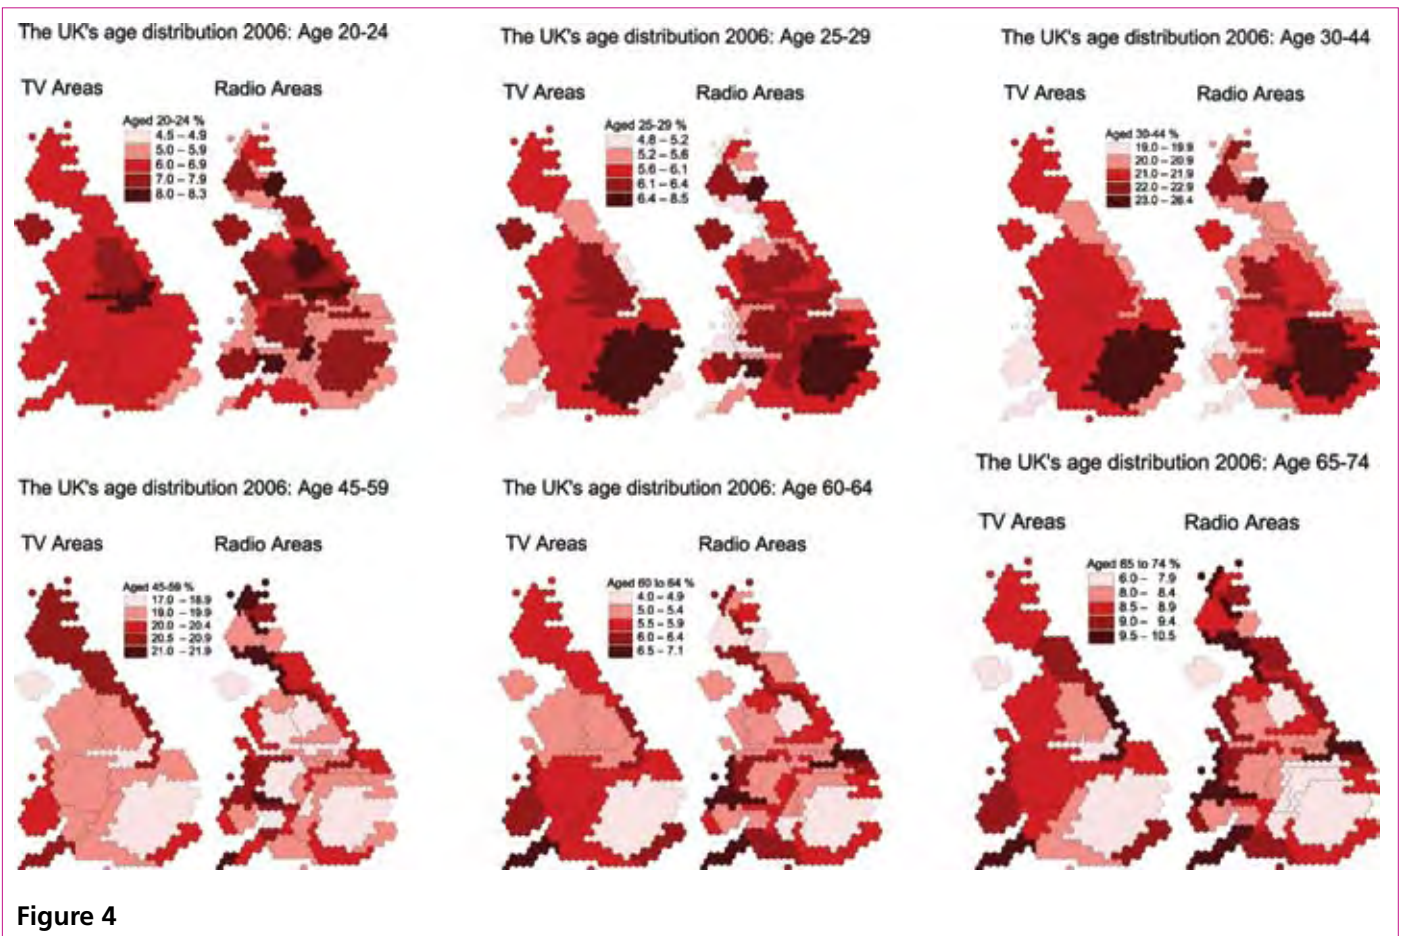 The UK's age distribution 2006: Age 20-24
TV Areas
Radio Areas
Aged 20-24 %
4.5 – 4.9
5.0 – 5.9
6.0 – 6.9
7.0 – 7.9
8.0 – 8.3
The UK's age distribution 2006: Age 25-29
TV Areas
Radio Areas
Aged 25-29 %
4.8 – 5.2
5.2 – 5.6
5.6 – 6.1
6.1 – 6.4
6.4 – 8.5
The UK's age distribution 2006: Age 30-44
TV Areas
Radio Areas
Aged 30-44 %
19.0 – 19.9
20.0 – 20.9
21.0 – 21.9
22.0 – 22.9
23.0 – 26.4
The UK's age distribution 2006: Age 45-59
TV Areas
Radio Areas
Aged 45-59 %
17.0 – 18.9
19.0 – 19.9
20.0 – 20.4
20.5 – 20.9
21.0 – 21.9
The UK's age distribution 2006: Age 60-64
TV Areas
Radio Areas
Aged 60 to 64 %
4.0 – 4.9
5.0 – 5.4
5.5 – 5.9
6.0 – 6.4
6.5 – 7.1
The UK's age distribution 2006: Age 65-74
TV Areas
Radio Areas
Aged 65 to 74 %
6.0 – 7.9
8.0 – 8.4
8.5 – 8.9
9.0 – 9.4
9.5 – 10.5
Figure 4